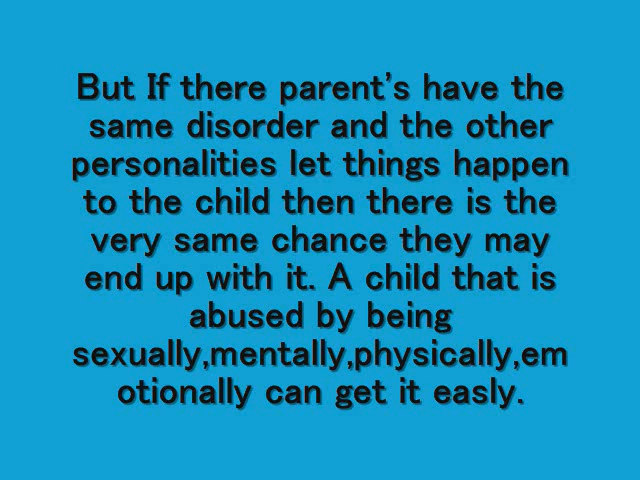 But If there parent's have the
same disorder and the other
personalities let things happen
to the child then there is the
very same chance they may
end up with it. A child that is
abused by being
sexually,mentally,physically,em
otionally can get it easly.